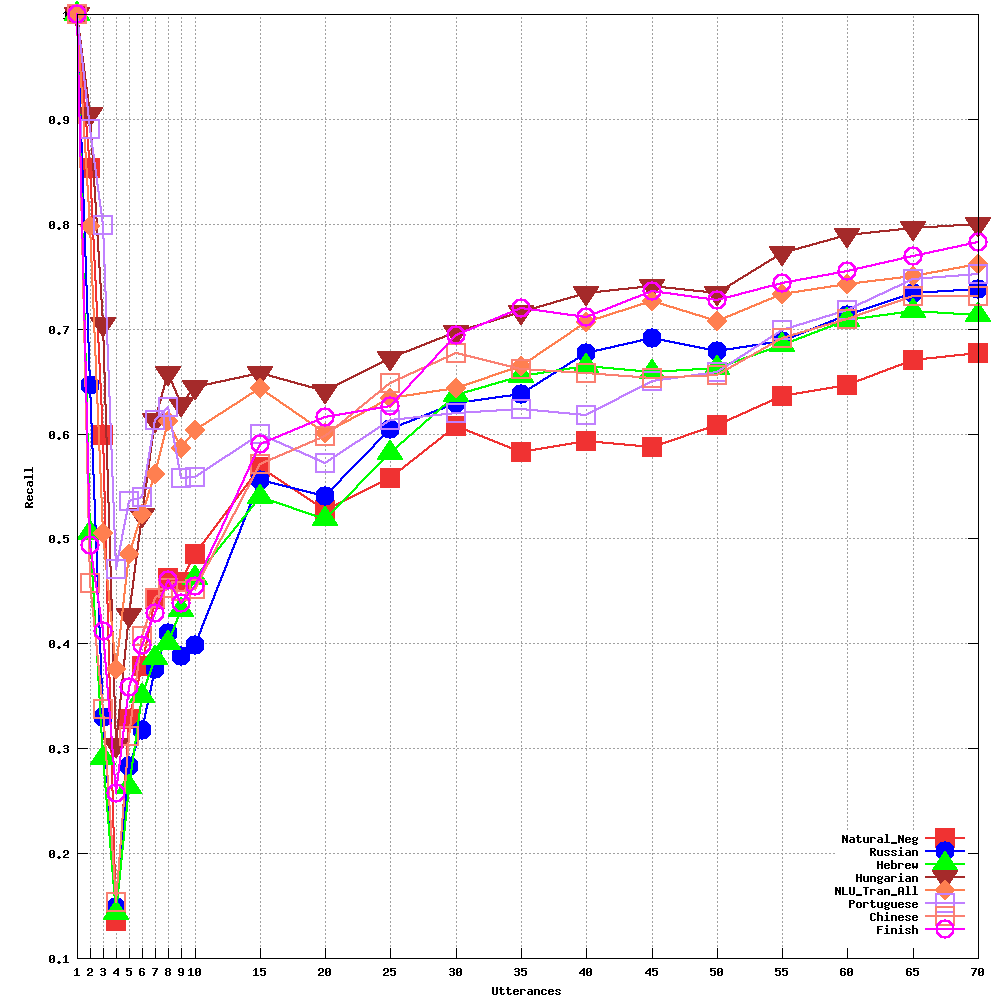 1
0.9
0.8
0.7
0.6
0.5
0.4
0.3
0.2
0.1
Recall
Natural_Neg
Russian
Hebrew
Hungarian
NLU_Tran_All
Portuguese
Chinese
Finish
1 2 3 4 5 6 7 8 9 10 15 20 25 30 35 40 45 50 55 60 65 70
Utterances